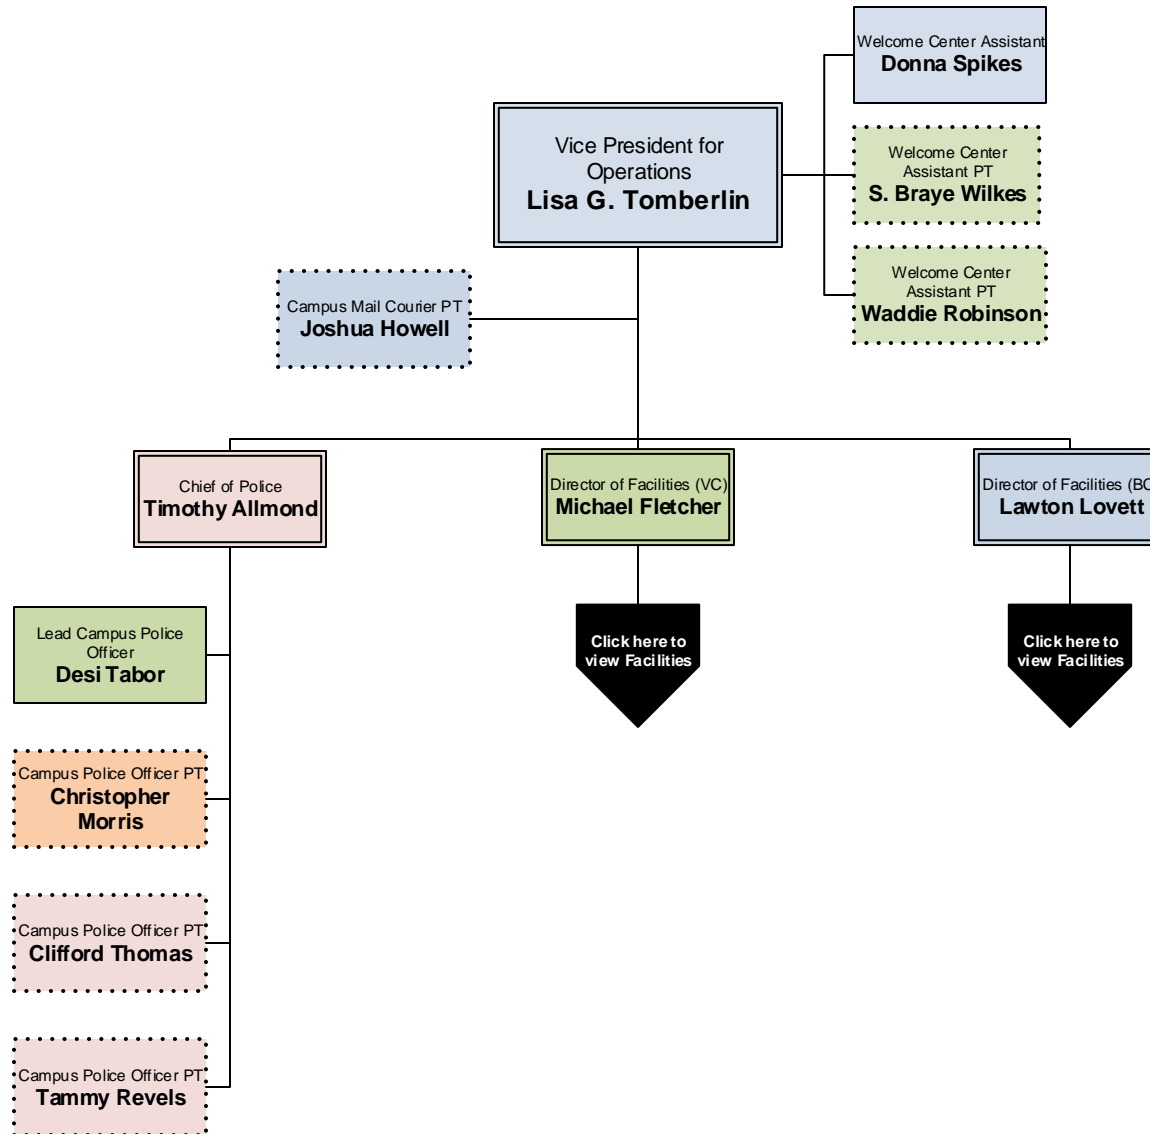 Welcome Center Assistant
Donna Spikes
Vice President for
Operations
Lisa G. Tomberlin
Welcome Center
Assistant PT
S. Braye Wilkes
Welcome Center
Assistant PT
Waddie Robinson
Campus Mail Courier PT
Joshua Howell
Chief of Police
Timothy Allmond
Director of Facilities (VC)
Michael Fletcher
Director of Facilities (BC
Lawton Lovett
Click here to
view Facilities
Click here to
view Facilities
Lead Campus Police
Officer
Desi Tabor
Campus Police Officer PT
Christopher
Morris
Campus Police Officer PT
Clifford Thomas
Campus Police Officer PT
Tammy Revels